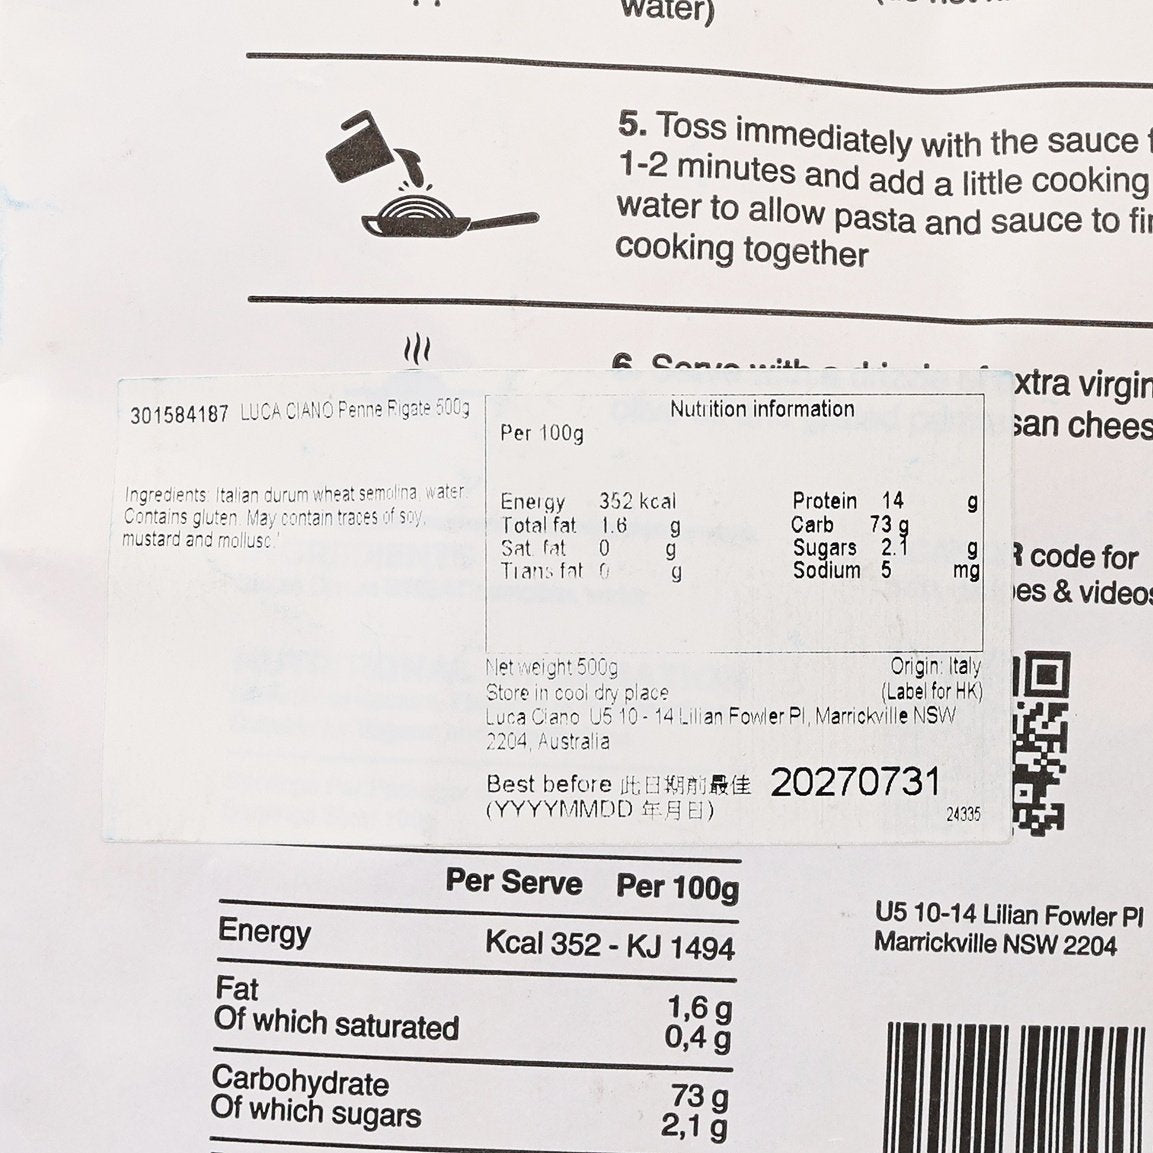 water)
5. Toss immediately with the sauce
1-2 minutes and add a little cooking
water to allow pasta and sauce to
cooking together
6. Serve with
xtra virgin
san chees
301584187 LUCA CIANO Penne Rigate 500g
Ingredients: Italian durum wheat semolina, water.
Contains gluten. May contain traces of soy,
mustard and mollusc.
Nutrition information
Per 100g
Energy 352 kcal
Total fat 1.6 g
Sat. fat 0 g
Trans fat 0 g
Protein 14 g
Carb 73 g
Sugars 2.1 g
Sodium 5 mg
R code for
es & videos
Net weight 500g
Origin: Italy
Store in cool dry place
(Label for HK)
Luca Ciano U5 10 - 14 Lilian Fowler Pl, Marrickville NSW
2204, Australia
Best before 此日期前最佳 20270731
(YYYYMMDD 年月日)
24335
Per Serve Per 100g
Energy Kcal 352 - KJ 1494
Fat 1,6 g
Of which saturated 0,4 g
Carbohydrate 73 g
Of which sugars 2,1 g
U5 10-14 Lilian Fowler Pl
Marrickville NSW 2204